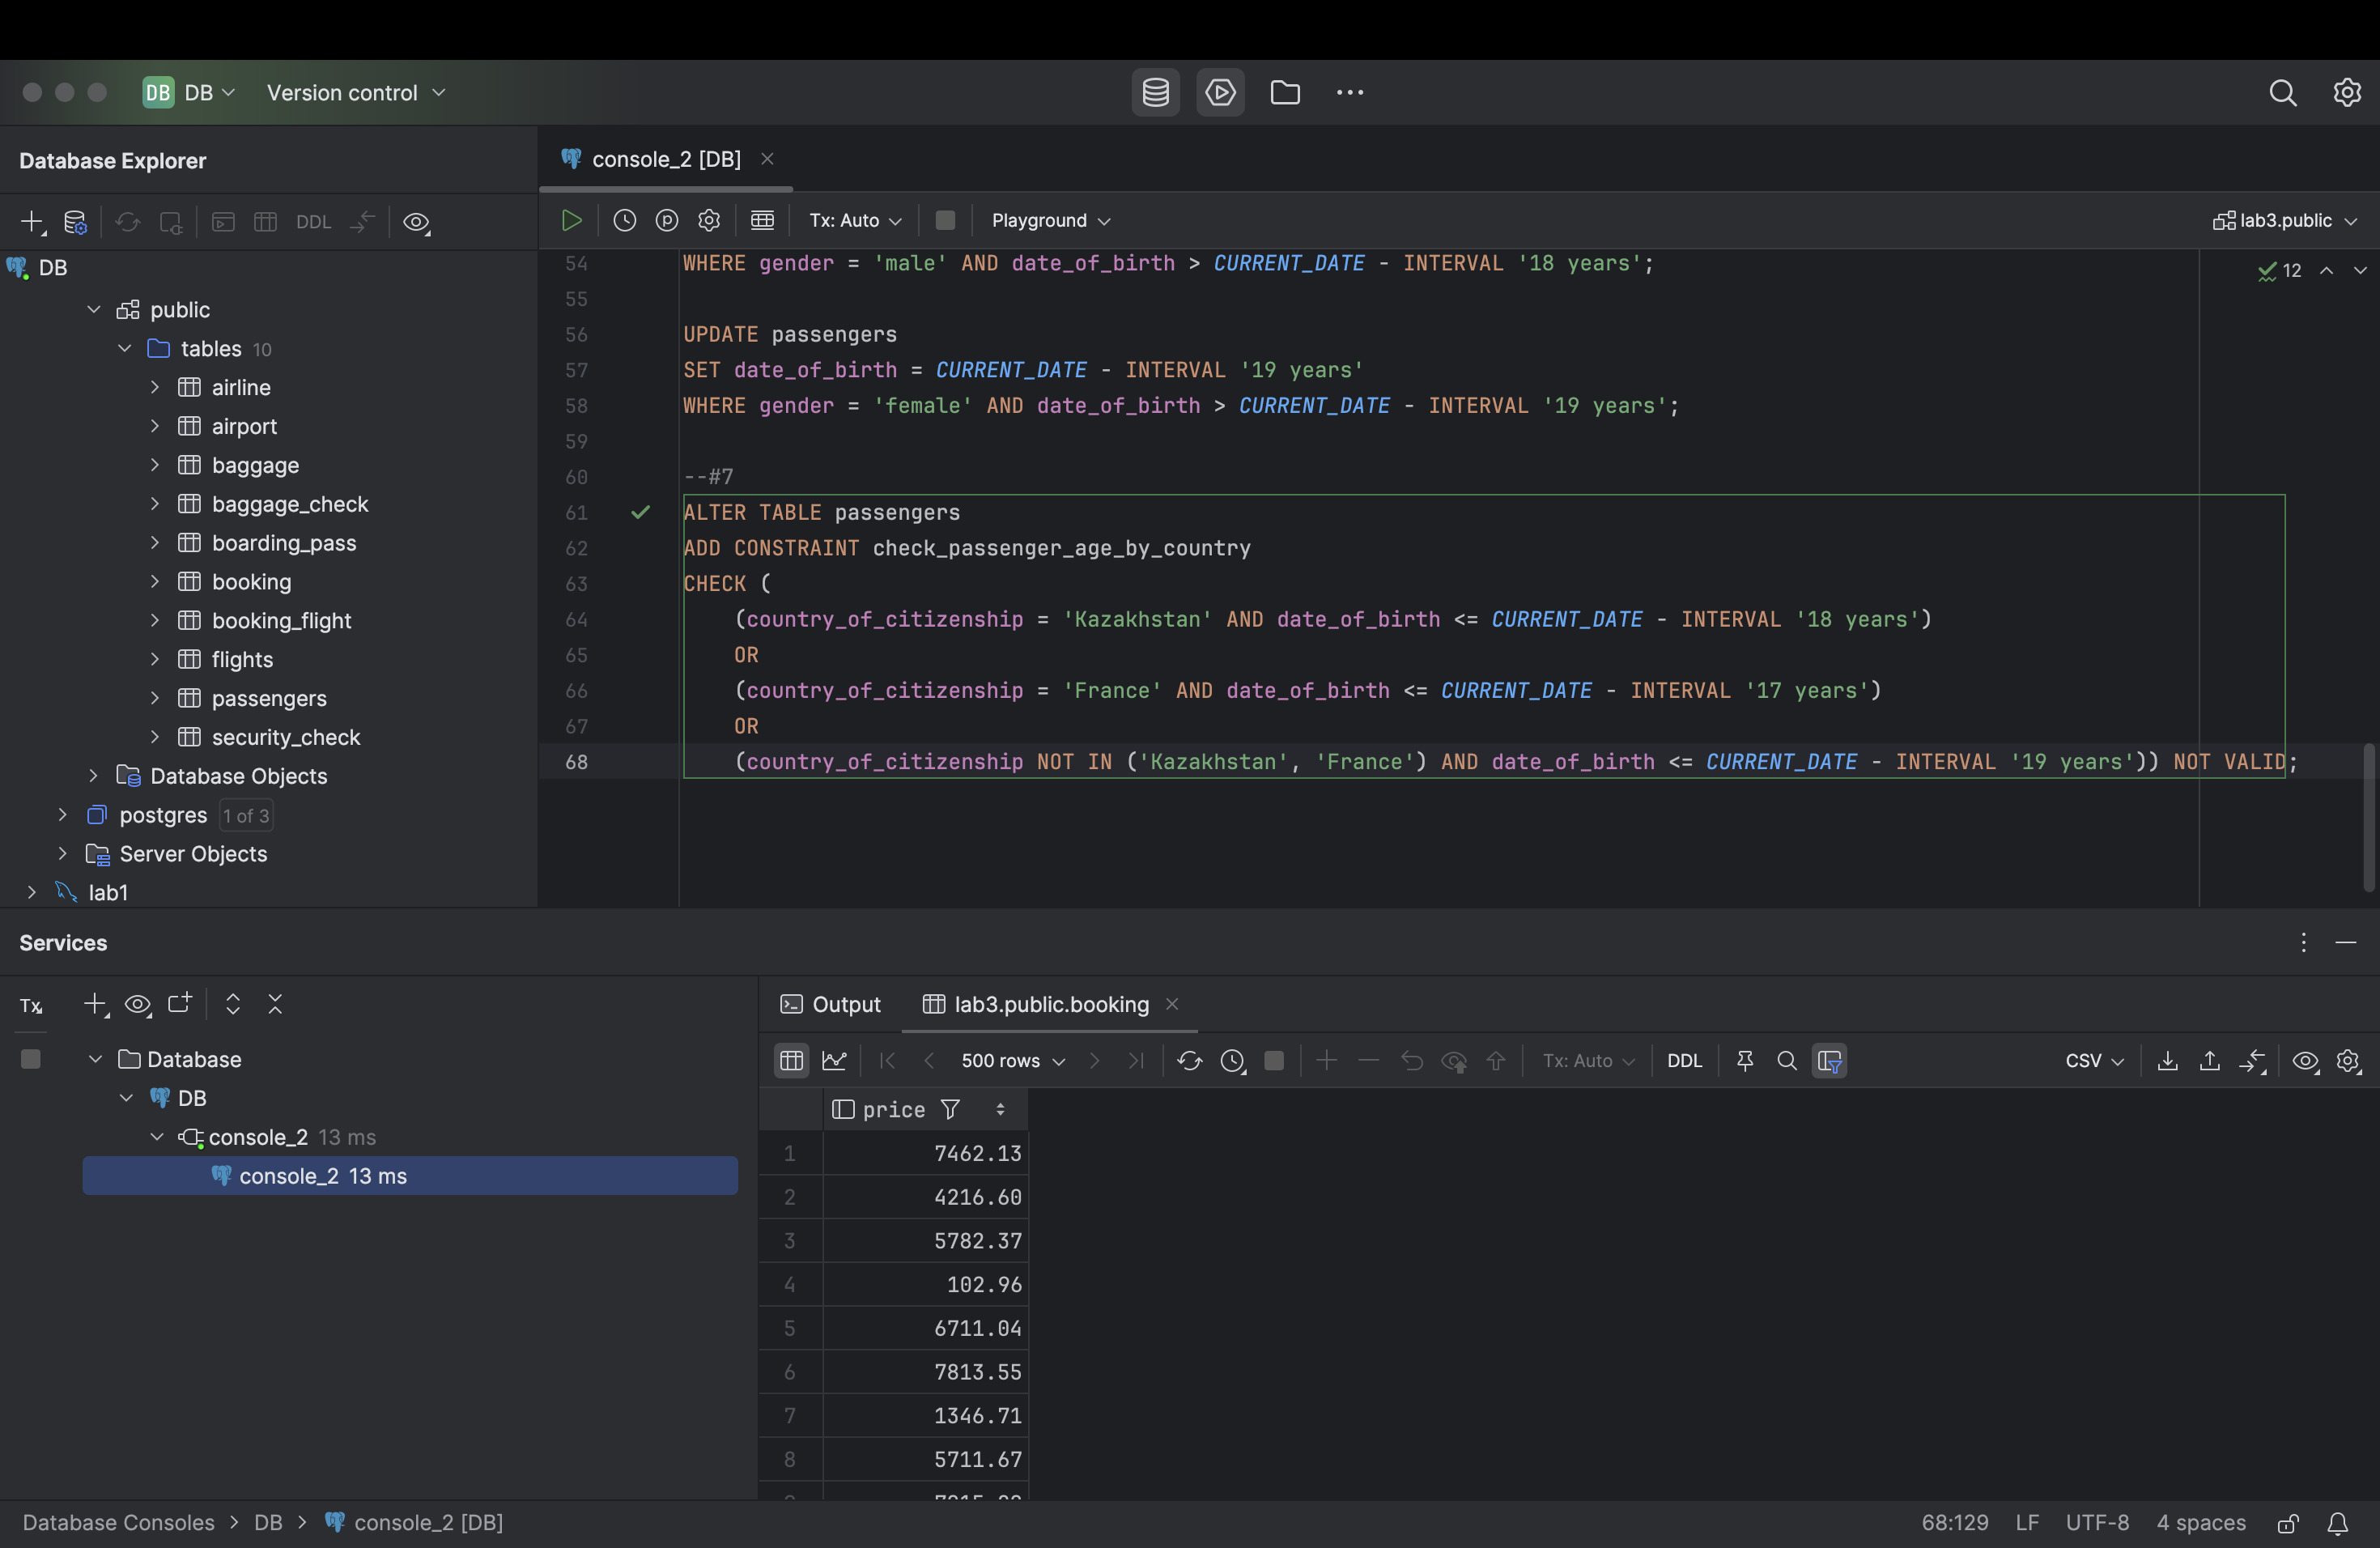 DB DB Version control
Database Explorer
console_2 [DB]
DDL
Tx: Auto Playground lab3.public
DB
public
tables 10
airline
airport
baggage
baggage_check
boarding_pass
booking
booking_flight
flights
passengers
security_check
Database Objects
postgres 1 of 3
Server Objects
lab1
12
54 WHERE gender = 'male' AND date_of_birth > CURRENT_DATE - INTERVAL '18 years';
55
56 UPDATE passengers
57 SET date_of_birth = CURRENT_DATE - INTERVAL '19 years'
58 WHERE gender = 'female' AND date_of_birth > CURRENT_DATE - INTERVAL '19 years';
59
60 --#7
61 ALTER TABLE passengers
62 ADD CONSTRAINT check_passenger_age_by_country
63 CHECK (
64 (country_of_citizenship = 'Kazakhstan' AND date_of_birth <= CURRENT_DATE - INTERVAL '18 years')
65 OR
66 (country_of_citizenship = 'France' AND date_of_birth <= CURRENT_DATE - INTERVAL '17 years')
67 OR
68 (country_of_citizenship NOT IN ('Kazakhstan', 'France') AND date_of_birth <= CURRENT_DATE - INTERVAL '19 years')) NOT VALID;
Services
Tx
Database
DB
console_2 13 ms
console_2 13 ms
Output lab3.public.booking
500 rows Tx: Auto DDL CSV
price
1 7462.13
2 4216.60
3 5782.37
4 102.96
5 6711.04
6 7813.55
7 1346.71
8 5711.67
Database Consoles > DB > console_2 [DB]
68:129 LF UTF-8 4 spaces